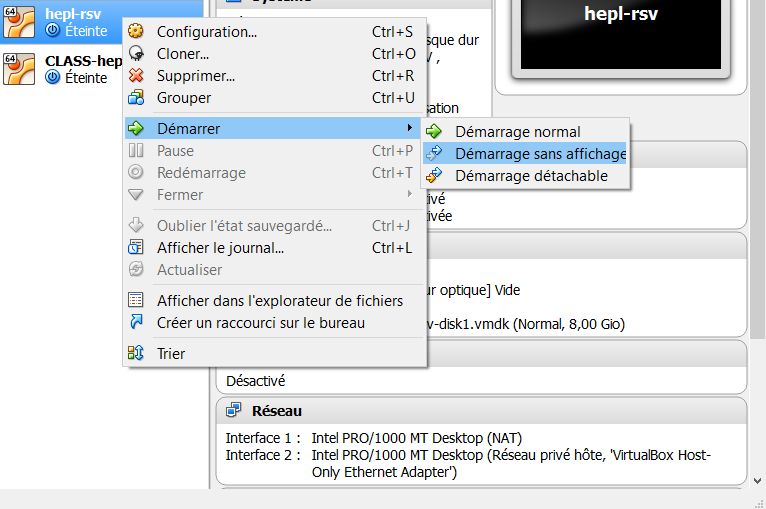 64
hepl-rsv
Éteinte
64
CLASS-hep
Éteinte
Configuration...
Ctrl+S
Cloner...
Ctrl+O
Supprimer...
Ctrl+R
Grouper
Ctrl+U
Démarrer
Pause
Ctrl+P
Redémarrage
Ctrl+T
Fermer
Oublier l'état sauvegardé...
Ctrl+J
Afficher le journal...
Ctrl+L
Actualiser
Afficher dans l'explorateur de fichiers
Créer un raccourci sur le bureau
Trier
Démarrage normal
Démarrage sans affichage
Démarrage détachable
hepl-rsv
sque dur
V ,
sation
ivé
ivée
ur optique] Vide
v-disk1.vmdk (Normal, 8,00 Gio)
Désactivé
Réseau
Interface 1 : Intel PRO/1000 MT Desktop (NAT)
Interface 2 : Intel PRO/1000 MT Desktop (Réseau privé hôte, 'VirtualBox Host-
Only Ethernet Adapter')